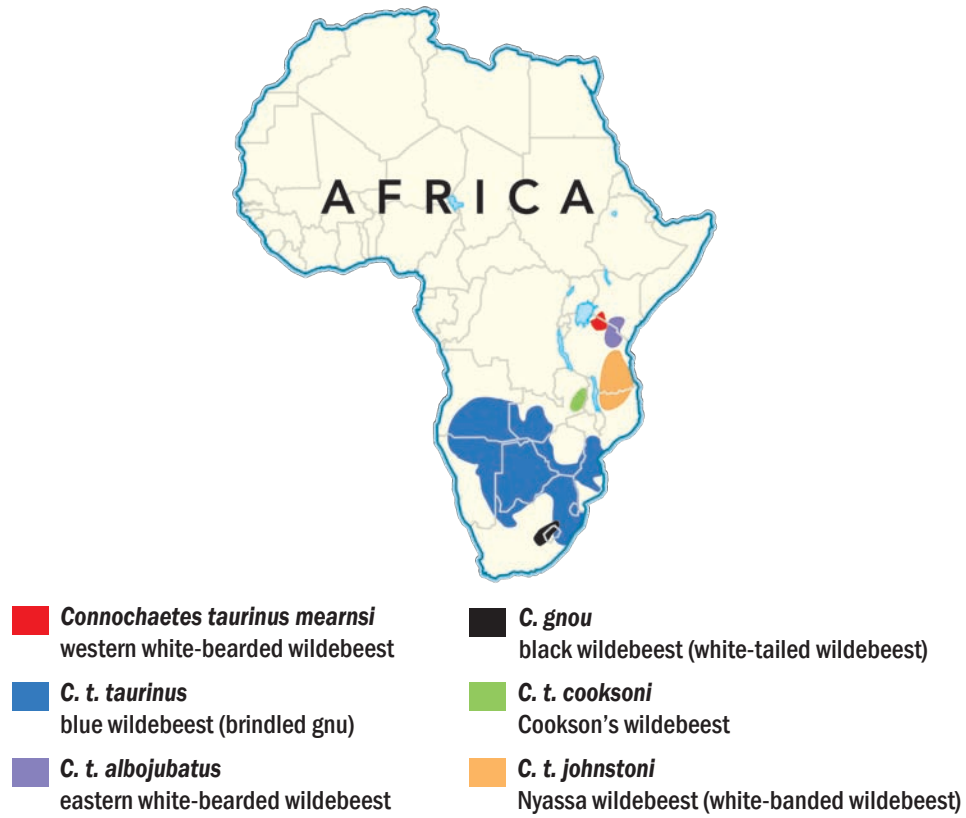 AFRICA
Connochaetes taurinus mearnsi
western white-bearded wildebeest
C. t. taurinus
blue wildebeest (brindled gnu)
C. t. albojubatus
eastern white-bearded wildebeest
C. gnou
black wildebeest (white-tailed wildebeest)
C. t. cooksoni
Cookson’s wildebeest
C. t. johnstoni
Nyassa wildebeest (white-banded wildebeest)